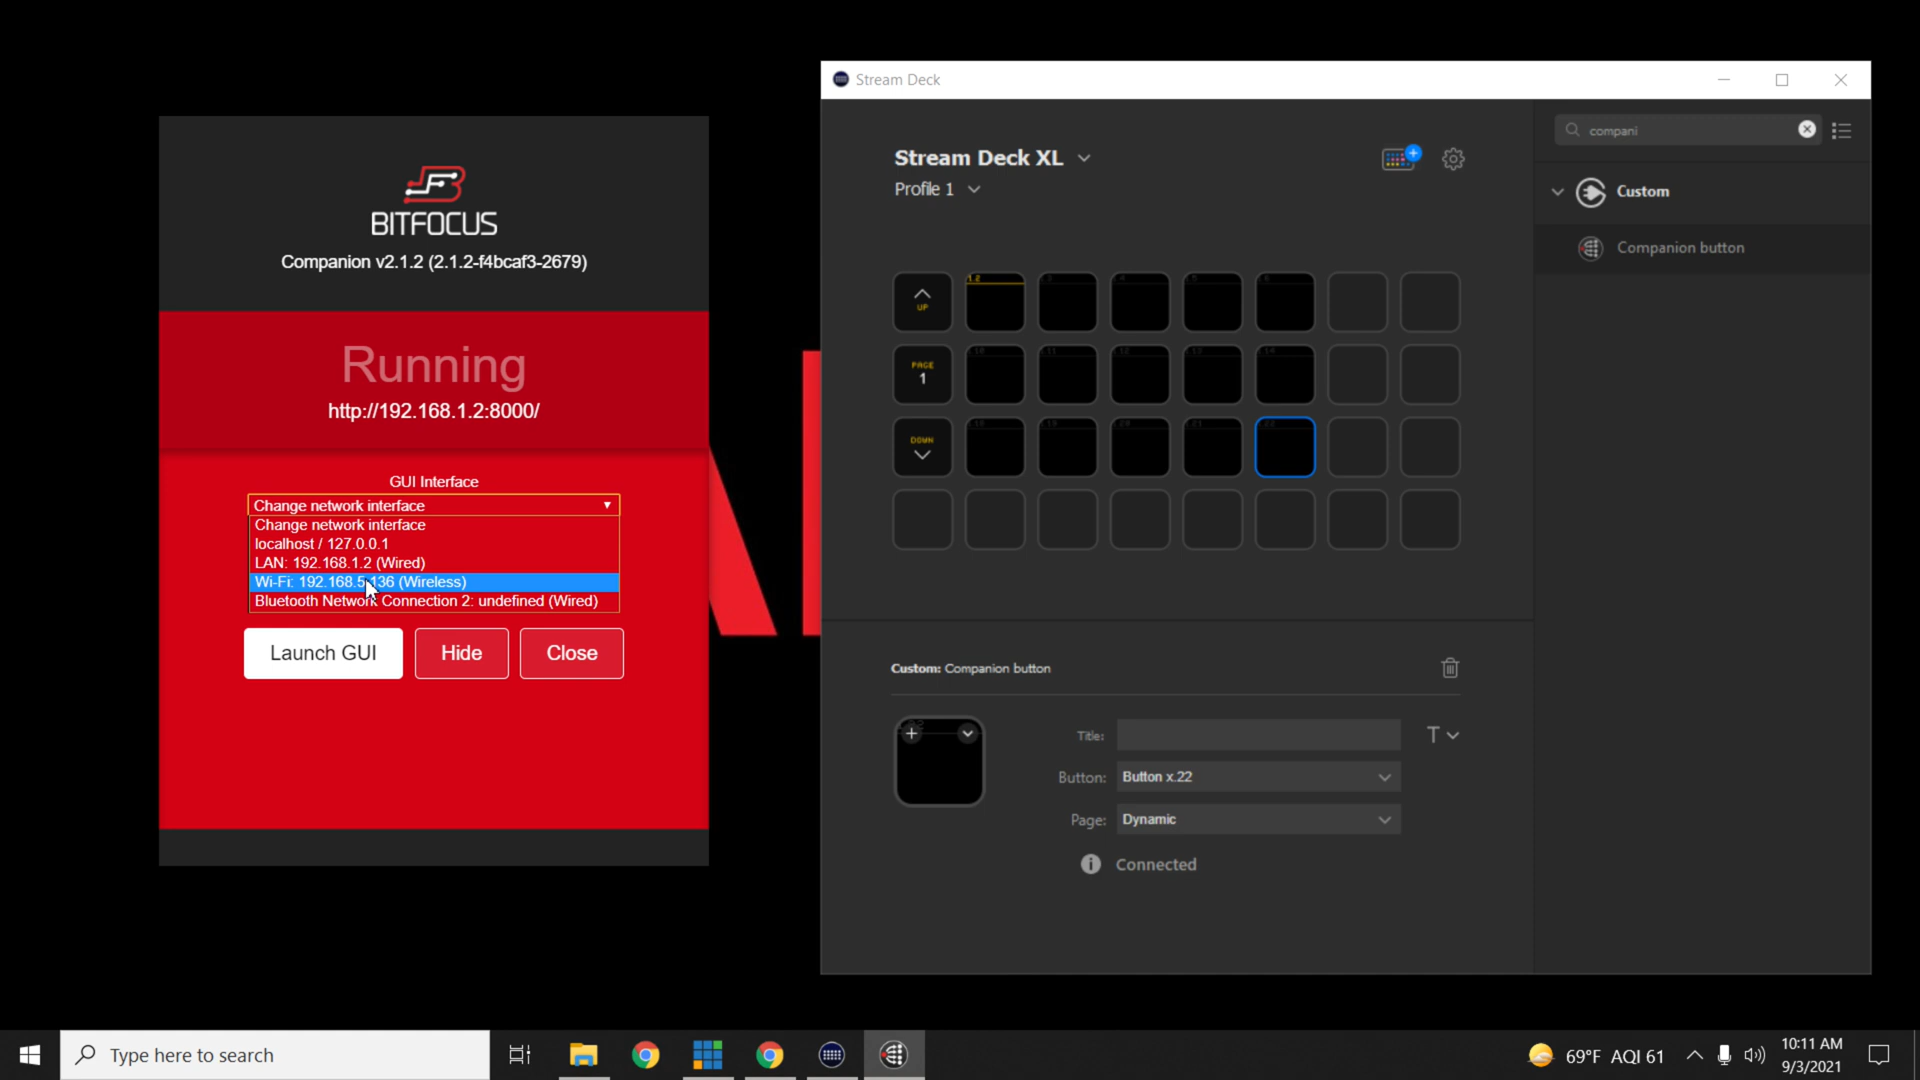 Stream Deck
BITFOCUS
Companion v2.1.2 (2.1.2-f4bcaf3-2679)
Running
http://192.168.1.2:8000/
GUI Interface
Change network interface
Change network interface
localhost / 127.0.0.1
LAN: 192.168.1.2 (Wired)
Wi-Fi: 192.168.5.136 (Wireless)
Bluetooth Network Connection 2: undefined (Wired)
Launch GUI
Hide
Close
Stream Deck XL
Profile 1
UP
1.2
PAGE
1
DOWN
Custom: Companion button
Title:
Button: Button x.22
Page: Dynamic
Connected
compani
Custom
Companion button
Type here to search
69°F AQI 61
10:11 AM
9/3/2021